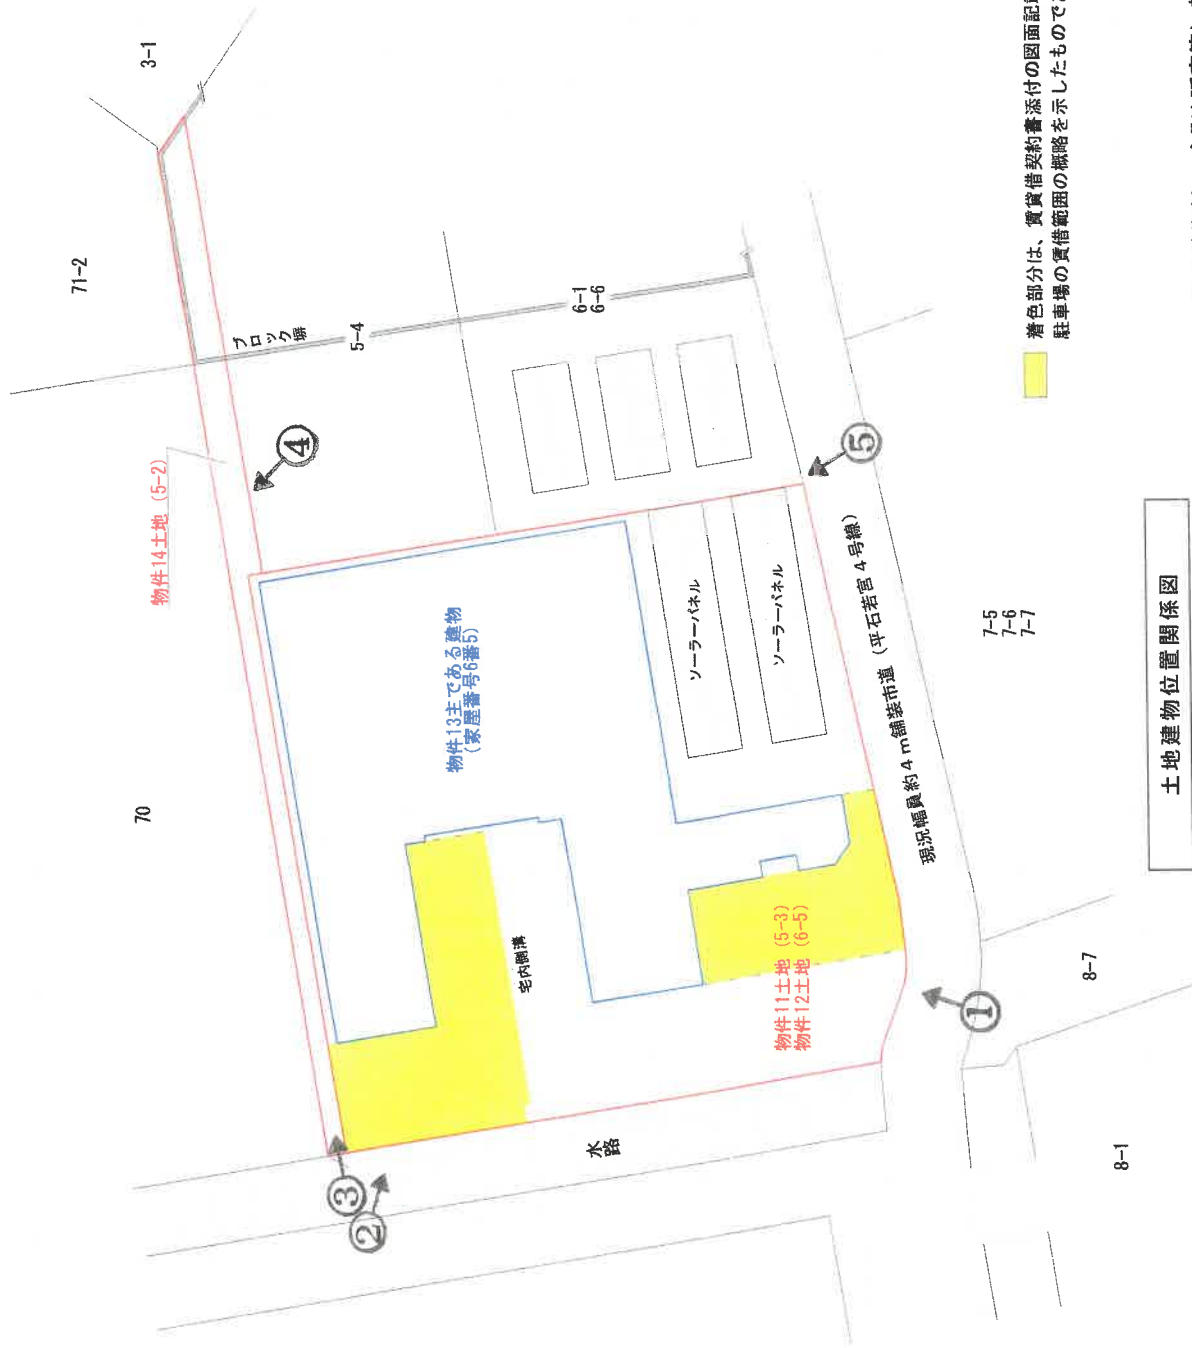 3-1
71-2
ブロック塀
5-4
6-1
6-6
物件14土地（5-2）
④
⑤
70
物件13主である建物
（家屋番号6番5）
ソーラーパネル
ソーラーパネル
現況幅員約4m舗装市道（平石若宮4号線）
7-5
7-6
7-7
宅内側溝
物件11土地（5-3）
物件12土地（6-5）
水路
①
②
③
8-7
8-1
着色部分は、賃貸借契約書添付の図面記
駐車場の賃借範囲の概略を示したもので
土地建物位置関係図